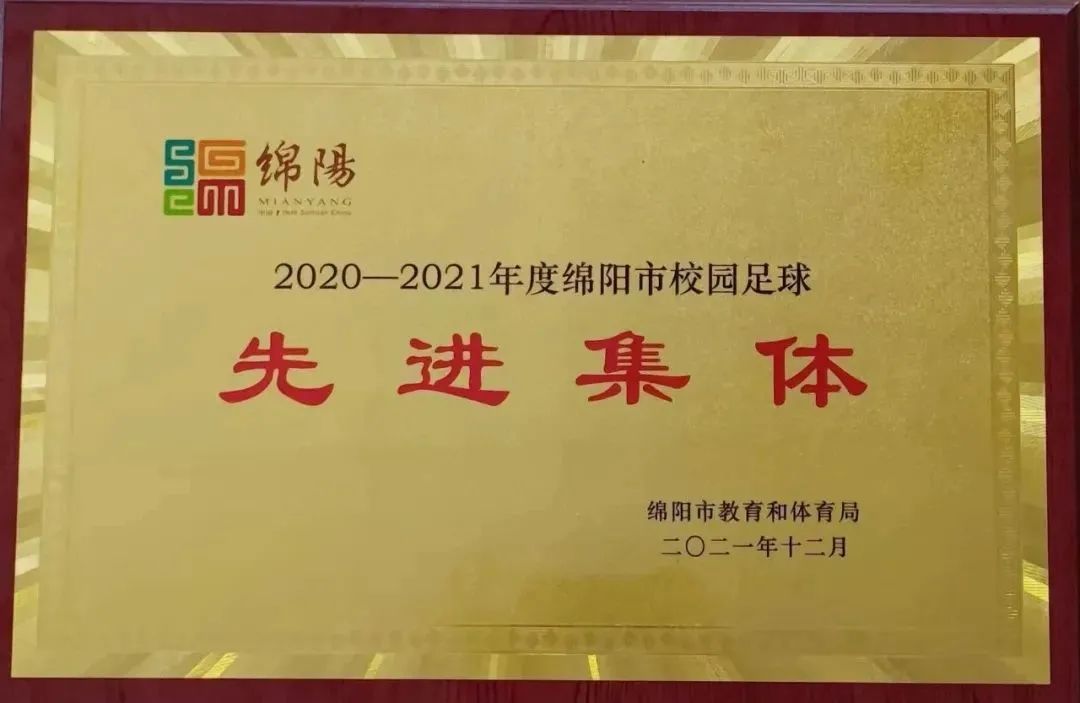 绵陽
MIANYANG
2020—2021年度绵阳市校园足球
先进集体
绵阳市教育和体育局
二〇二一年十二月